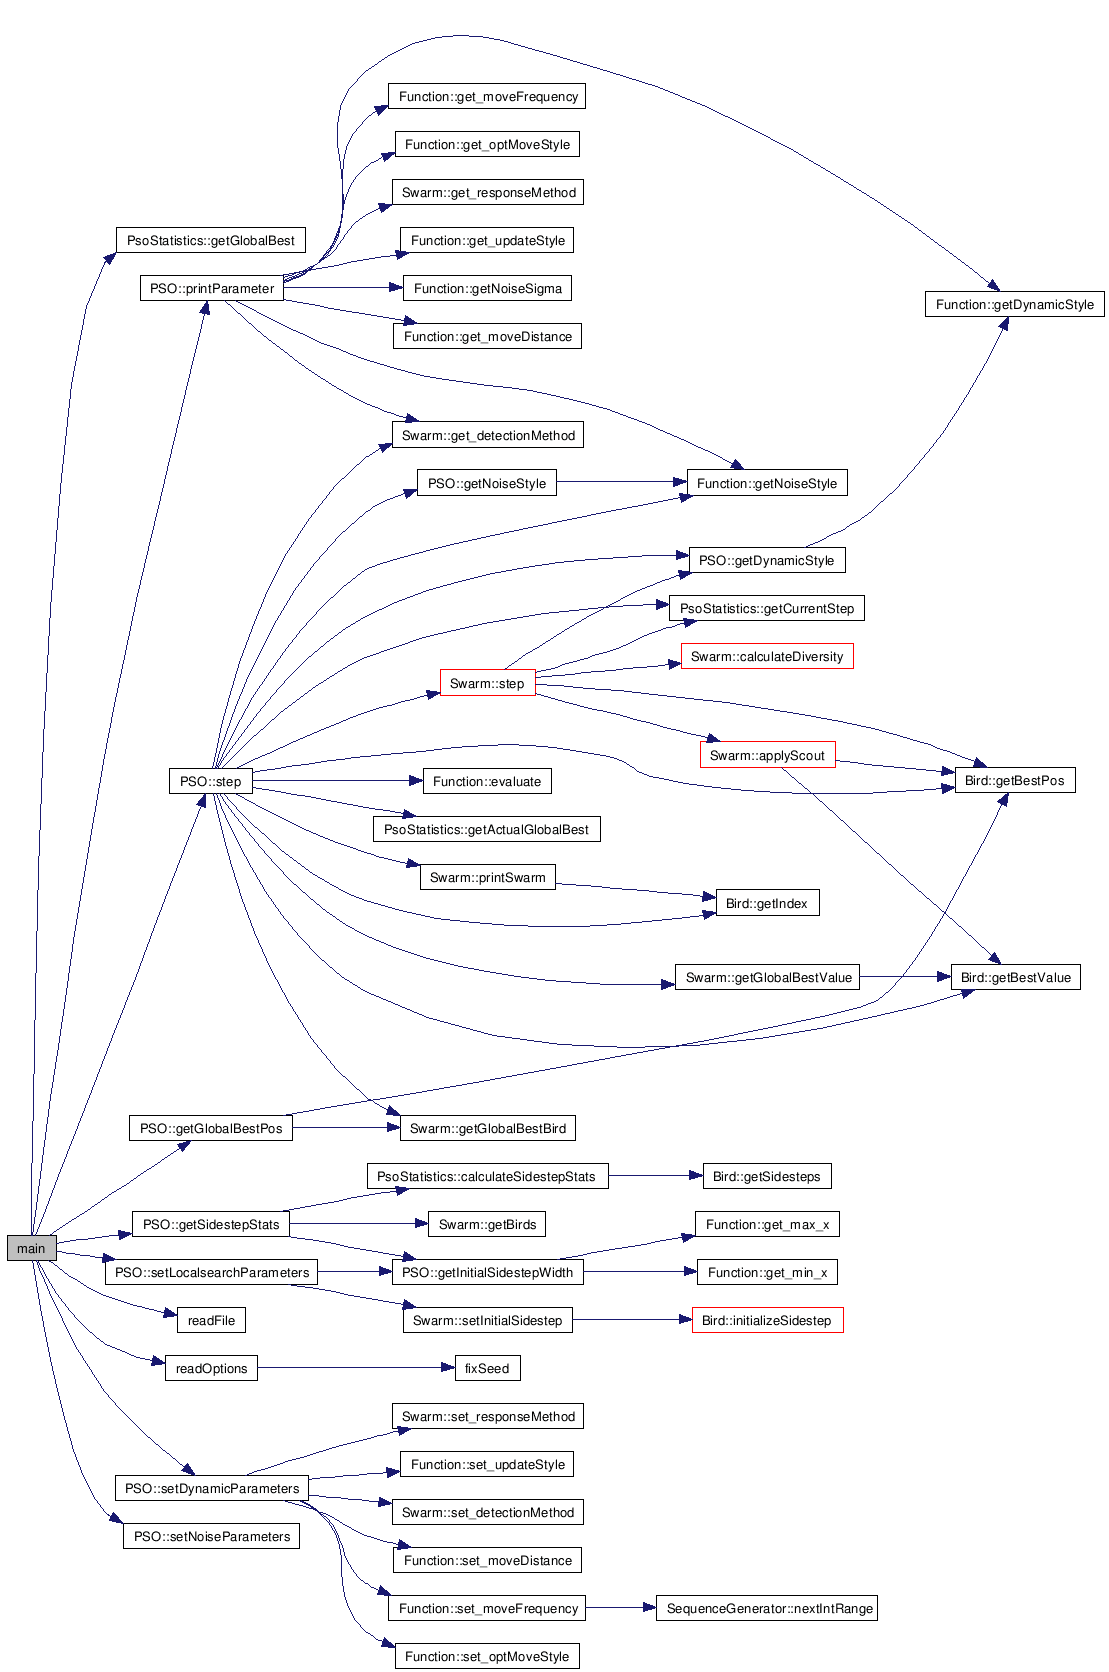 Function::get_moveFrequency
Function::get_optMoveStyle
Swarm::get_responseMethod
PsoStatistics::getGlobalBest
Function::get_updateStyle
PSO::printParameter
Function::getNoiseSigma
Function::getDynamicStyle
Function::get_moveDistance
Swarm::get_detectionMethod
PSO::getNoiseStyle
Function::getNoiseStyle
PSO::getDynamicStyle
PsoStatistics::getCurrentStep
Swarm::calculateDiversity
Swarm::step
Swarm::applyScout
PSO::step
Function::evaluate
Bird::getBestPos
PsoStatistics::getActualGlobalBest
Swarm::printSwarm
Bird::getIndex
Swarm::getGlobalBestValue
Bird::getBestValue
PSO::getGlobalBestPos
Swarm::getGlobalBestBird
PsoStatistics::calculateSidestepStats
Bird::getSidesteps
PSO::getSidestepStats
Swarm::getBirds
Function::get_max_x
main
PSO::setLocalsearchParameters
PSO::getInitialSidestepWidth
Function::get_min_x
readFile
Swarm::setInitialSidestep
Bird::initializeSidestep
readOptions
fixSeed
Swarm::set_responseMethod
Function::set_updateStyle
PSO::setDynamicParameters
Swarm::set_detectionMethod
PSO::setNoiseParameters
Function::set_moveDistance
Function::set_moveFrequency
SequenceGenerator::nextIntRange
Function::set_optMoveStyle